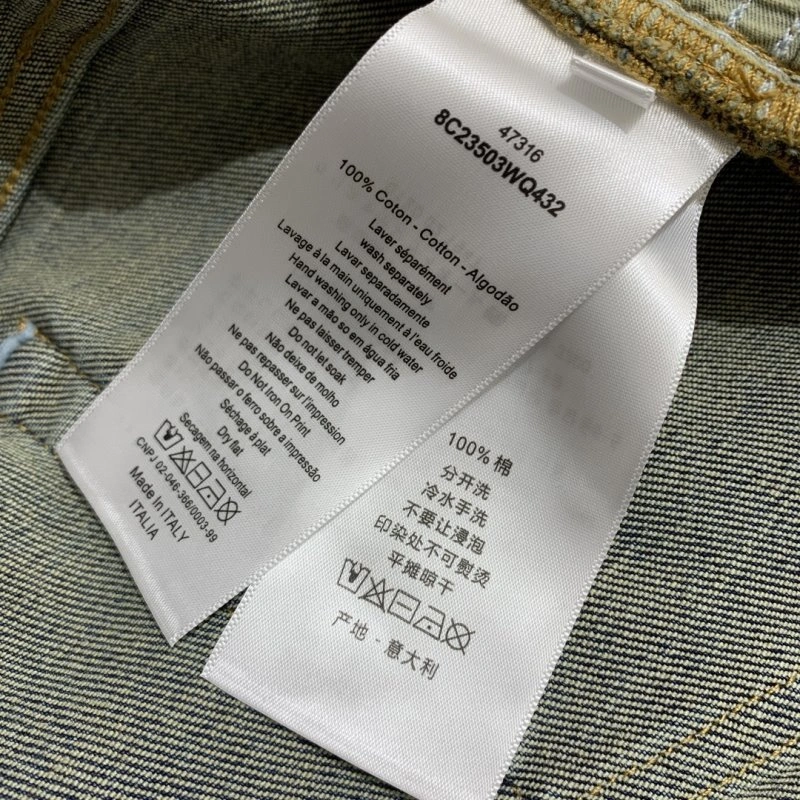 47316
8C23503WQ432
100% Coton - Cotton - Algodão
Laver séparément
wash separately
Lavar separadamente
Lavage à la main uniquement à l'eau froide
Hand washing only in cold water
Lavar a mão so em água fria
Ne pas laisser tremper
Do not let soak
Não deixe de molho
Ne pas repasser sur l'impression
Do Not Iron On Print
Não passar o ferro sobre a impressão
Séchage à plat
Dry flat
Secagem na horizontal
CNPJ 02-046-366/0003-99
Made In ITALY
ITALIA
100% 棉
分开洗
冷水手洗
不要让浸泡
印染处不可熨烫
平摊眼干
产地 - 意大利